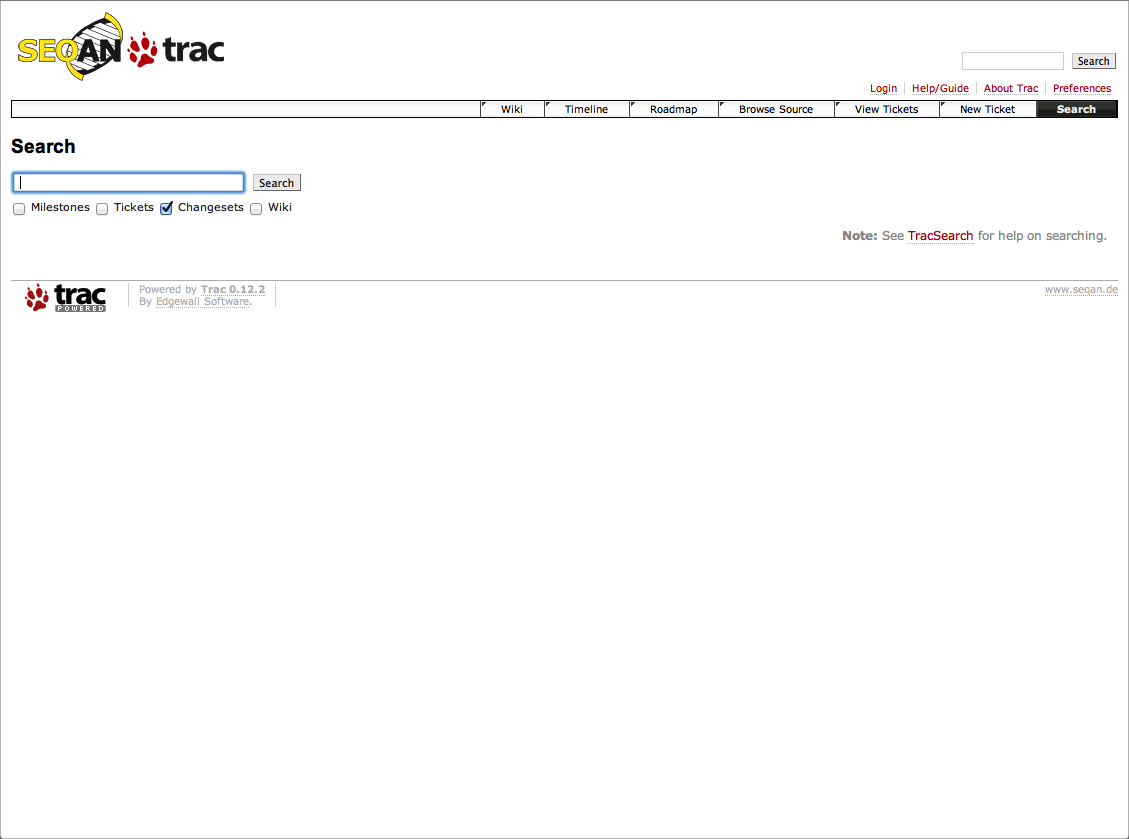 SEQAN trac
Search
Login Help/Guide About Trac Preferences
Wiki Timeline Roadmap Browse Source View Tickets New Ticket Search
Search
Search
Milestones Tickets Changesets Wiki
Note: See TracSearch for help on searching.
trac POWERED
Powered by Trac 0.12.2
By Edgewall Software.
www.seqan.de